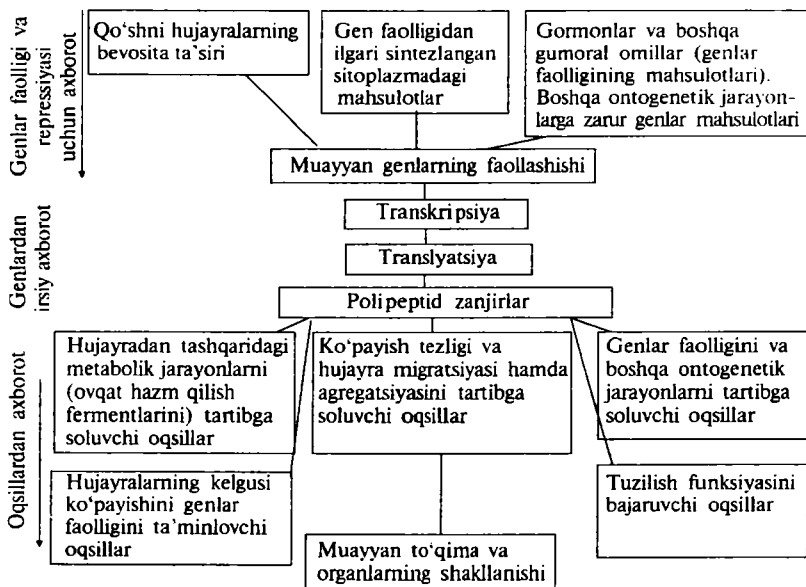 Genlar faolligi va
repressiyasi
uchun axborot
Qo‘shni hujayralarning
bevosita ta’siri
Gen faolligidan
ilgari sintezlangan
sitoplazmadagi
mahsulotlar
Gormonlar va boshqa
gumoral omillar (genlar
faolligining mahsulotlari).
Boshqa ontogenetik jarayon-
larga zarur genlar mahsulotlari
Muayyan genlarning faollashishi
Genlardan
irsiy axborot
Transkripsiya
Translyatsiya
Polipeptid zanjirlar
Oqsillardan axborot
Hujayradan tashqaridagi
metabolik jarayonlarni
(ovqat hazm qilish
fermentlarini) tartibga
soluvchi oqsillar
Ko‘payish tezligi va
hujayra migratsiyasi hamda
agregatsiyasini tartibga
soluvchi oqsillar
Genlar faolligini va
boshqa ontogenetik
jarayonlarni tartibga
soluvchi oqsillar
Hujayralarning kelgusi
ko‘payishini genlar
faolligini ta’minlovchi
oqsillar
Tuzilish funksiyasini
bajaruvchi oqsillar
Muayyan to‘qima va
organlarning shakllanishi